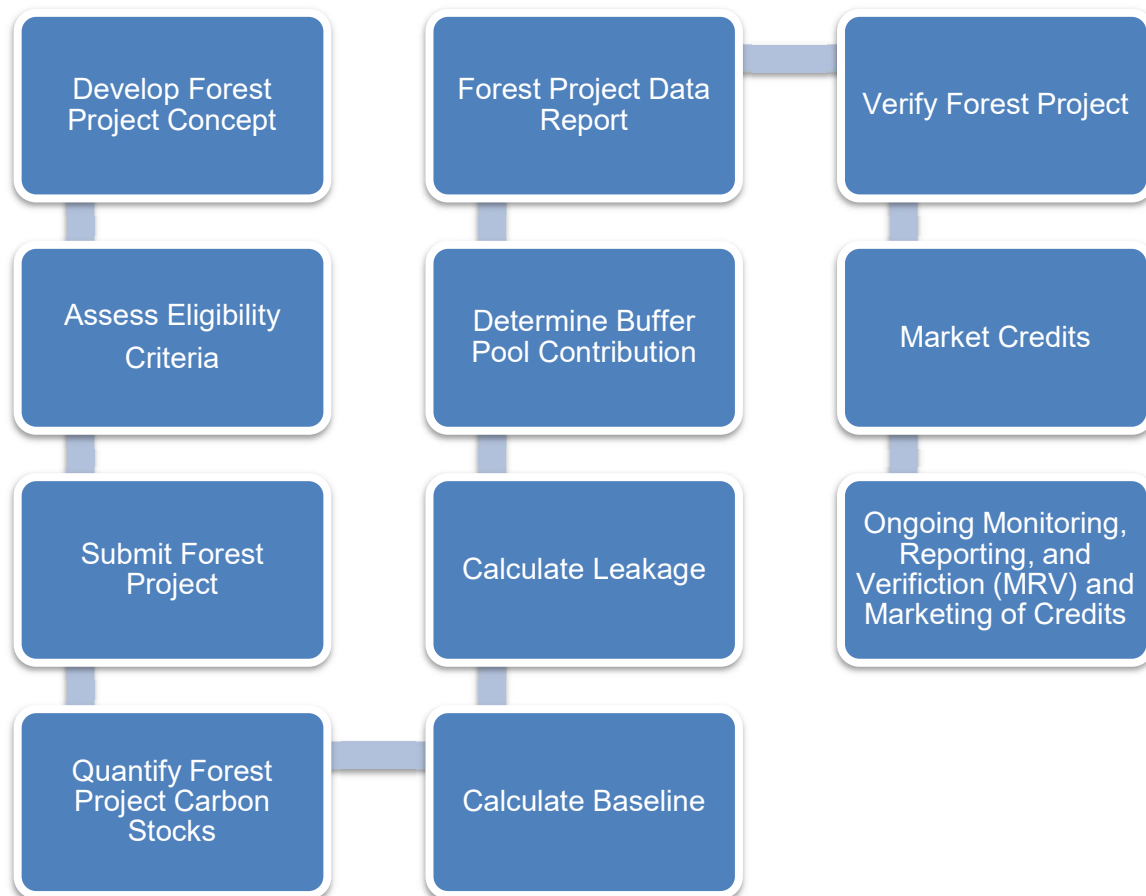 Develop Forest
Project Concept
Assess Eligibility
Criteria
Submit Forest
Project
Quantify Forest
Project Carbon
Stocks
Calculate Baseline
Calculate Leakage
Determine Buffer
Pool Contribution
Forest Project Data
Report
Verify Forest Project
Market Credits
Ongoing Monitoring,
Reporting, and
Verifiction (MRV) and
Marketing of Credits